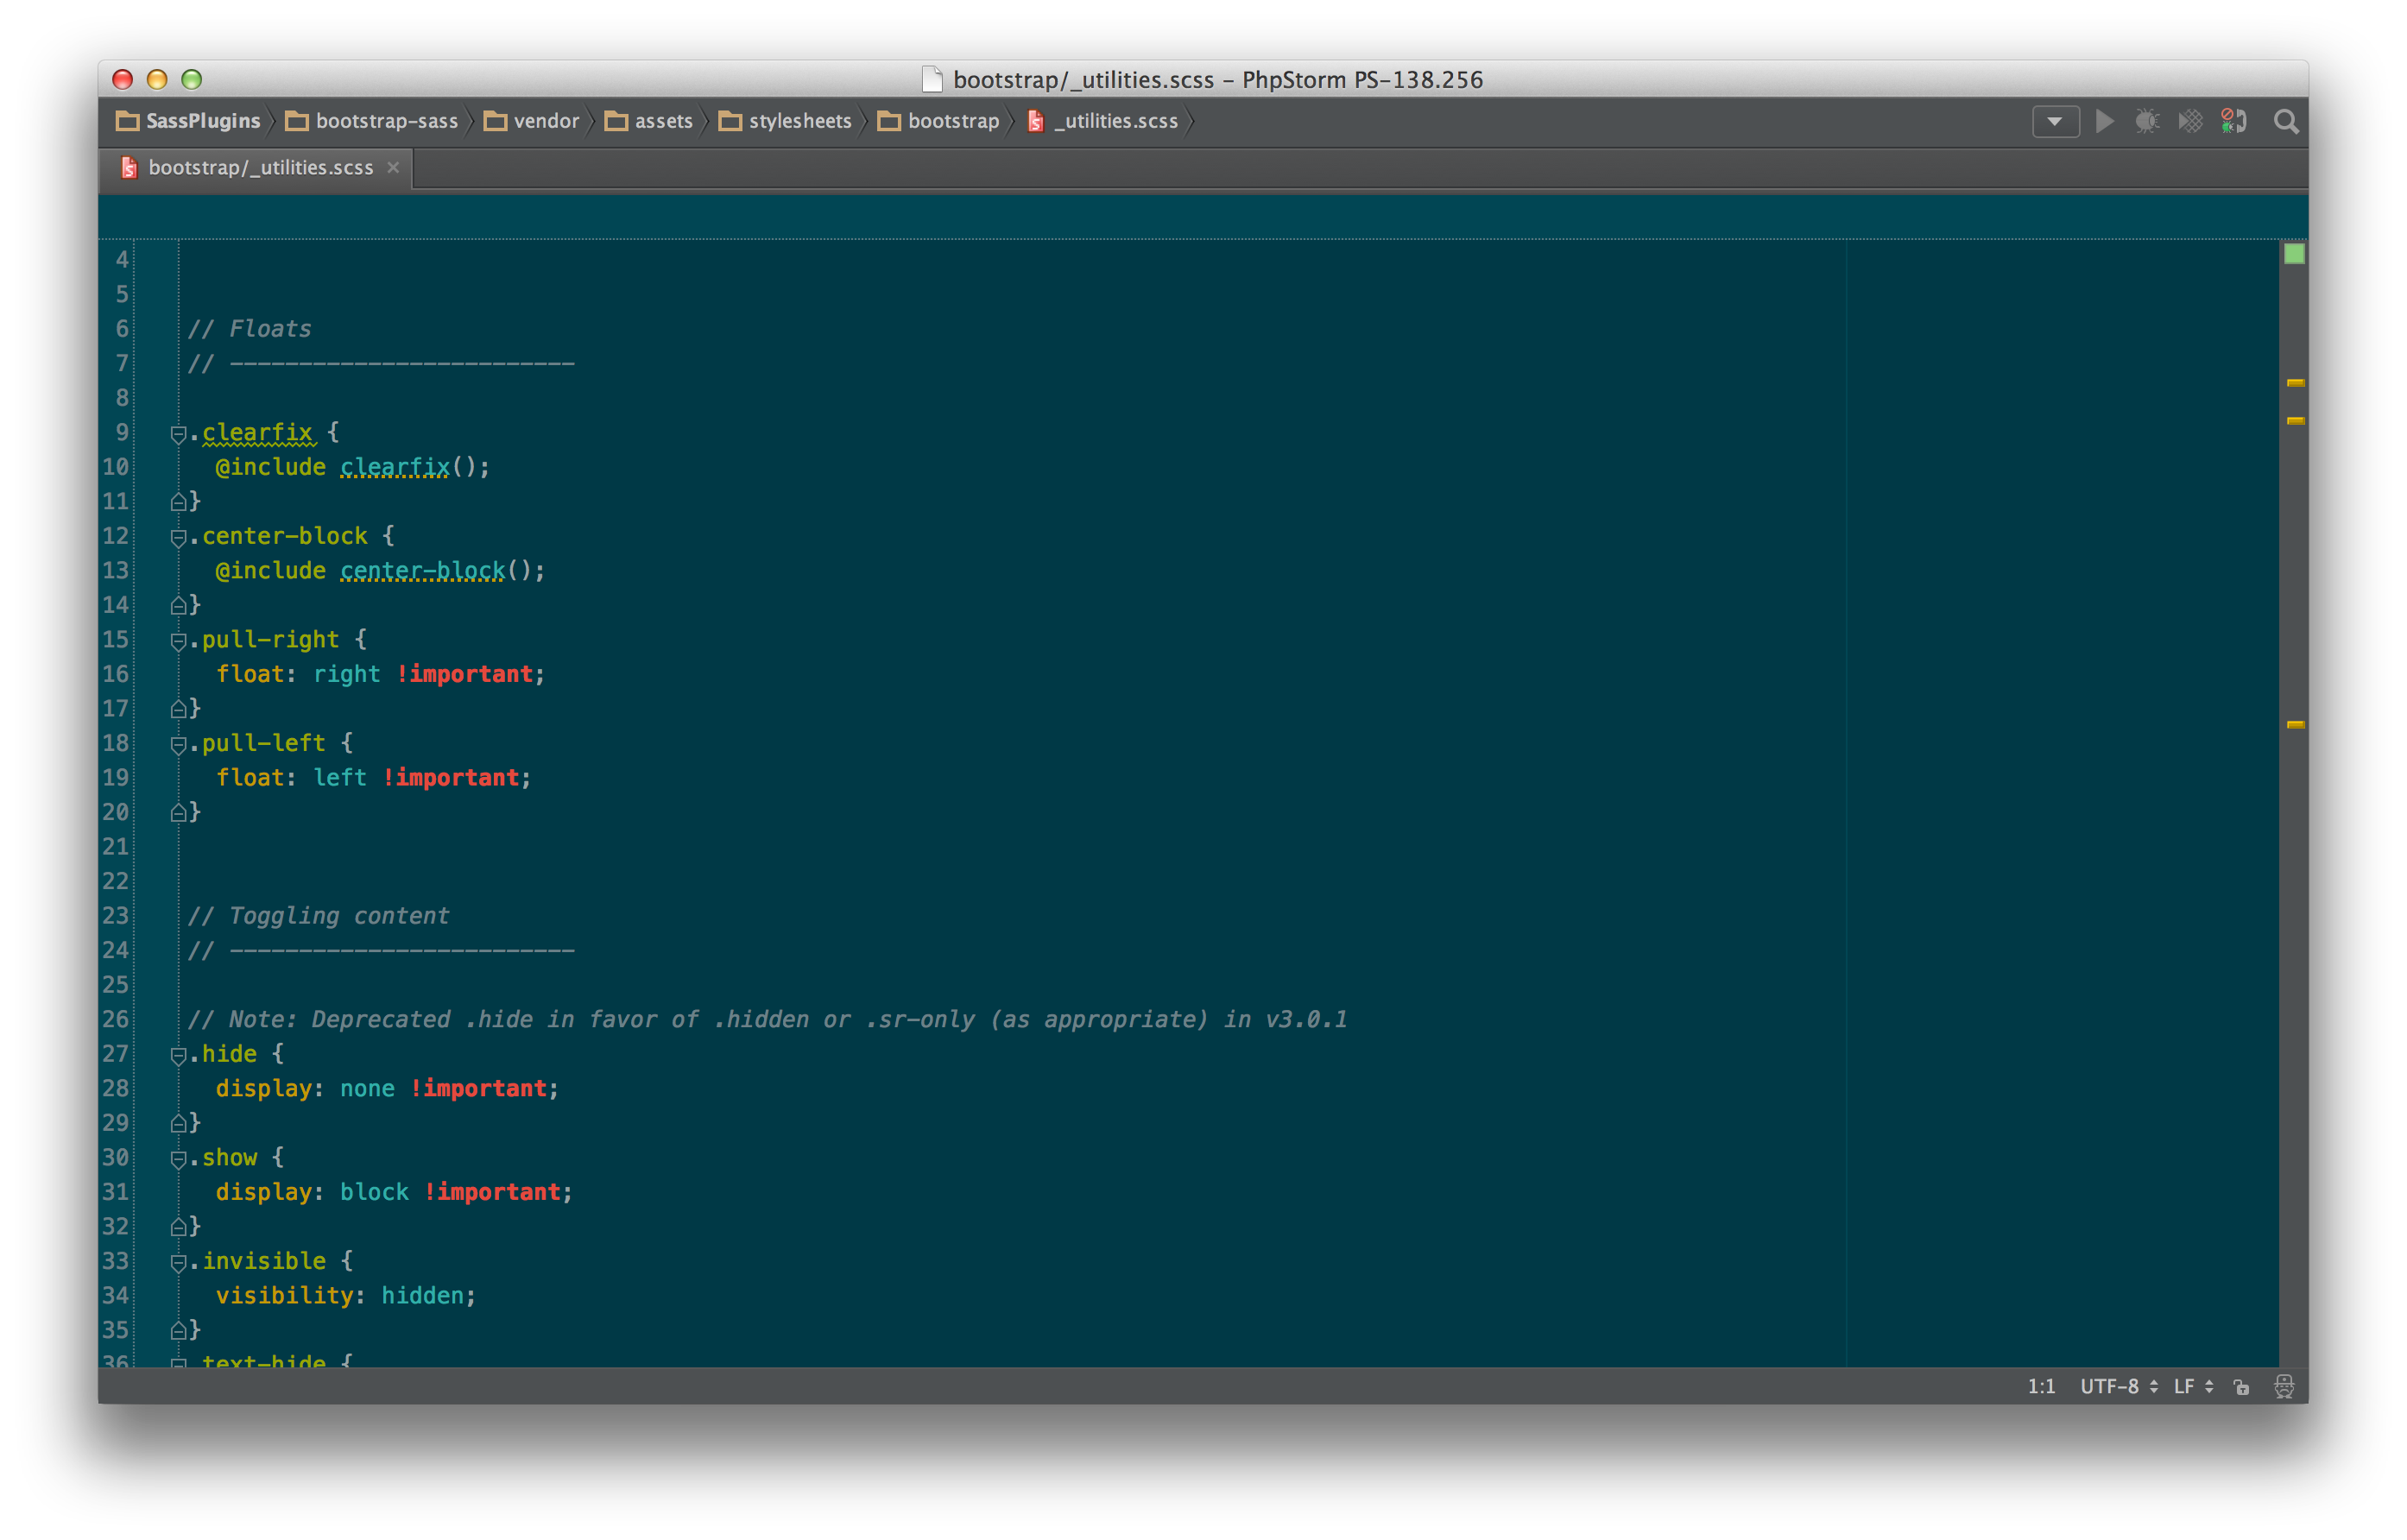 bootstrap/_utilities.scss – PhpStorm PS-138.256
SassPlugins bootstrap-sass vendor assets stylesheets bootstrap _utilities.scss
bootstrap/_utilities.scss
4
5
6 // Floats
7 // -------------------------
8
9 .clearfix {
10 @include clearfix();
11 }
12 .center-block {
13 @include center-block();
14 }
15 .pull-right {
16 float: right !important;
17 }
18 .pull-left {
19 float: left !important;
20 }
21
22
23 // Toggling content
24 // -------------------------
25
26 // Note: Deprecated .hide in favor of .hidden or .sr-only (as appropriate) in v3.0.1
27 .hide {
28 display: none !important;
29 }
30 .show {
31 display: block !important;
32 }
33 .invisible {
34 visibility: hidden;
35 }
36 .text-hide {
1:1 UTF-8 LF